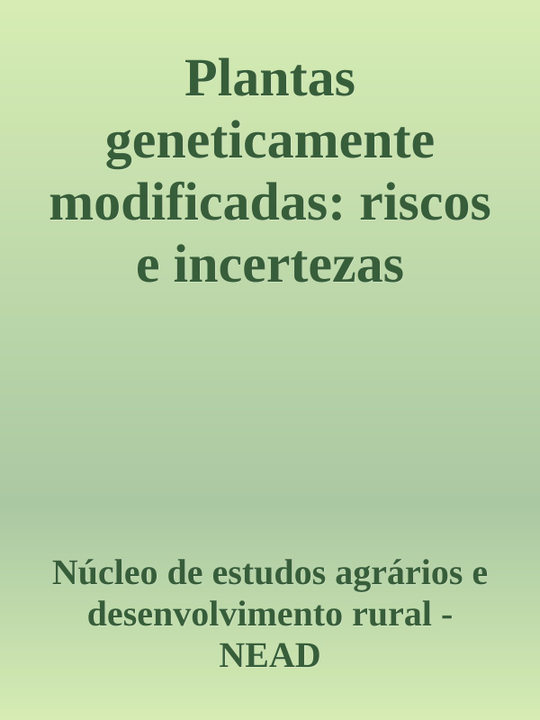 Plantas
geneticamente
modificadas: riscos
e incertezas
Núcleo de estudos agrários e
desenvolvimento rural -
NEAD